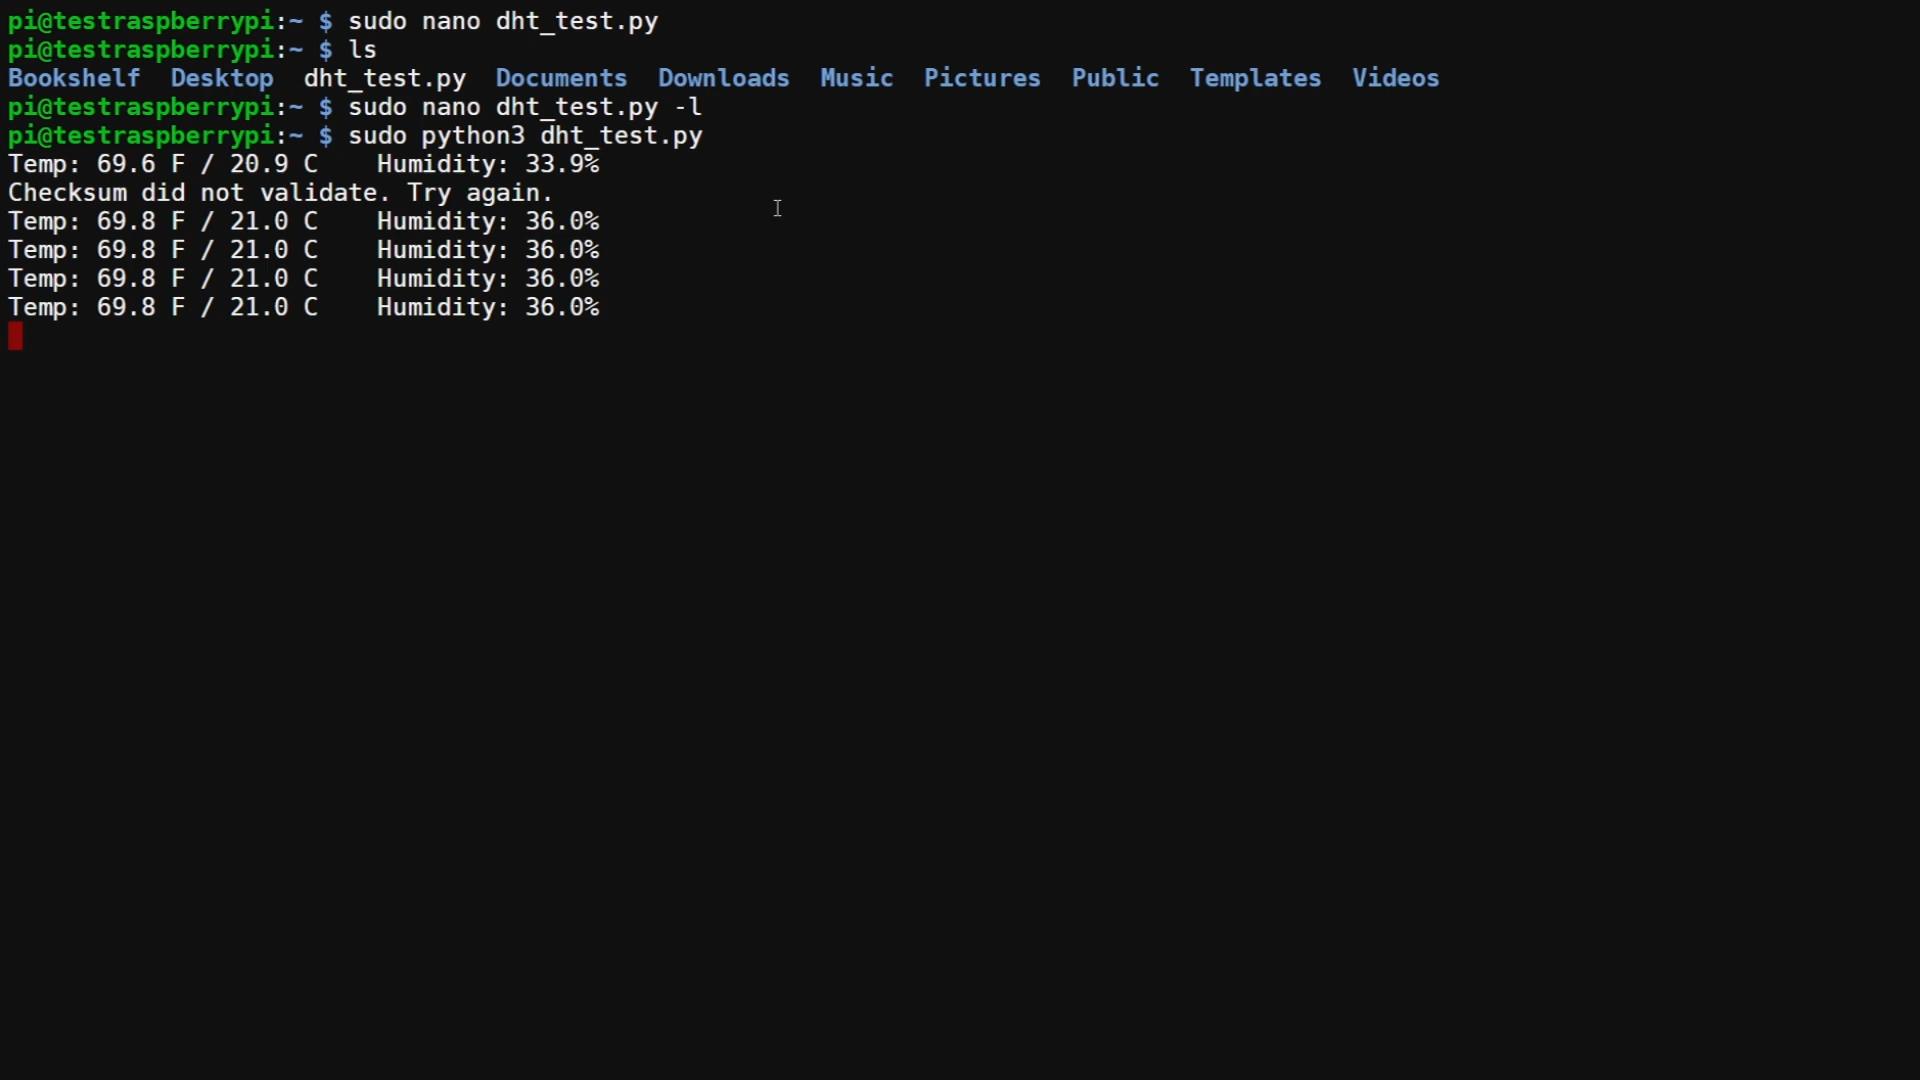 pi@testraspberrypi:~ $ sudo nano dht_test.py
pi@testraspberrypi:~ $ ls
Bookshelf  Desktop  dht_test.py  Documents  Downloads  Music  Pictures  Public  Templates  Videos
pi@testraspberrypi:~ $ sudo nano dht_test.py -l
pi@testraspberrypi:~ $ sudo python3 dht_test.py
Temp: 69.6 F / 20.9 C    Humidity: 33.9%
Checksum did not validate. Try again.
Temp: 69.8 F / 21.0 C    Humidity: 36.0%
Temp: 69.8 F / 21.0 C    Humidity: 36.0%
Temp: 69.8 F / 21.0 C    Humidity: 36.0%
Temp: 69.8 F / 21.0 C    Humidity: 36.0%